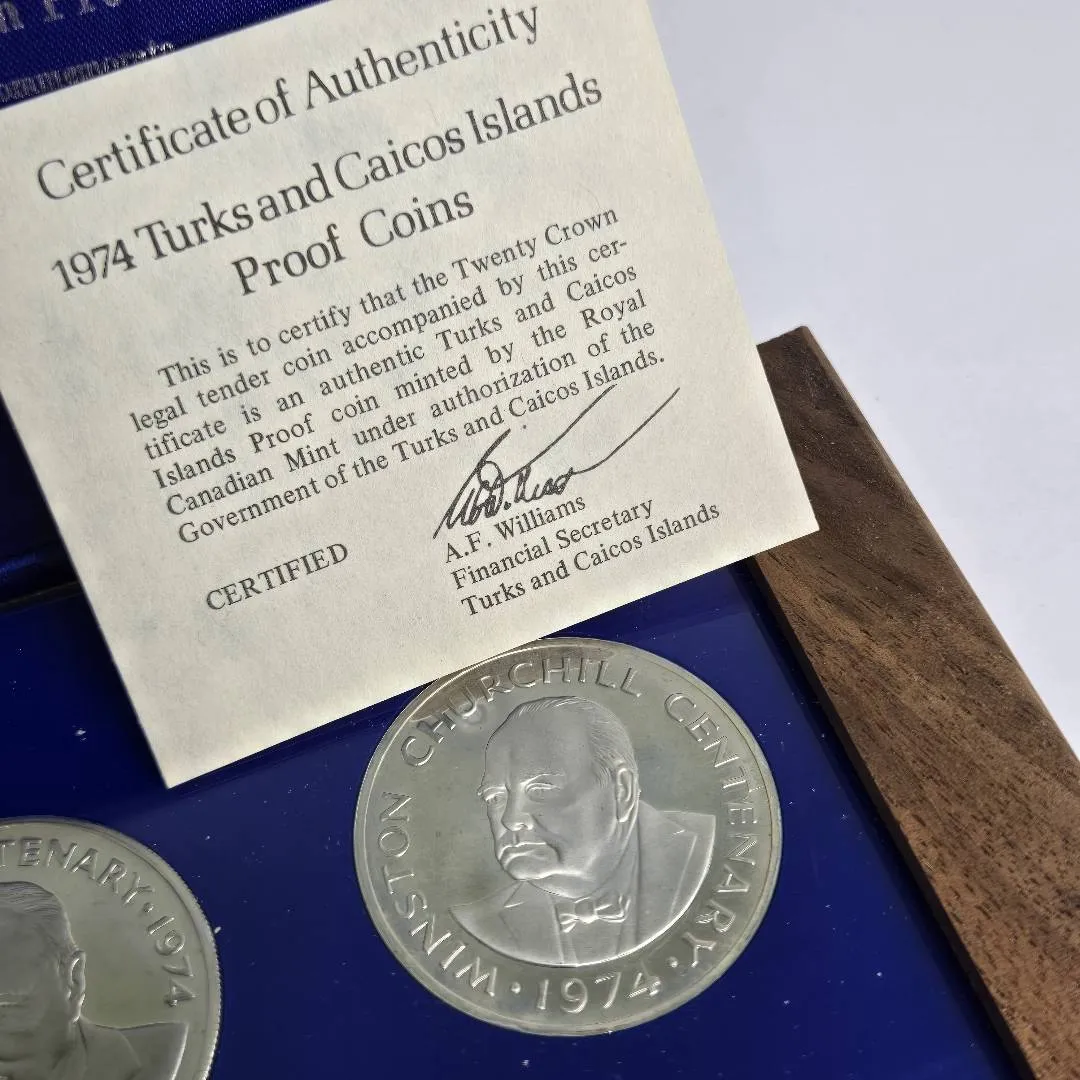 Certificate of Authenticity
1974 Turks and Caicos Islands
Proof Coins
This is to certify that the Twenty Crown
legal tender coin accompanied by this cer-
tificate is an authentic Turks and Caicos
Islands Proof coin minted by the Royal
Canadian Mint under authorization of the
Government of the Turks and Caicos Islands.
CERTIFIED
A.F. Williams
Financial Secretary
Turks and Caicos Islands
WINSTON CHURCHILL CENTENARY · 1974 ·
TENARY · 1974